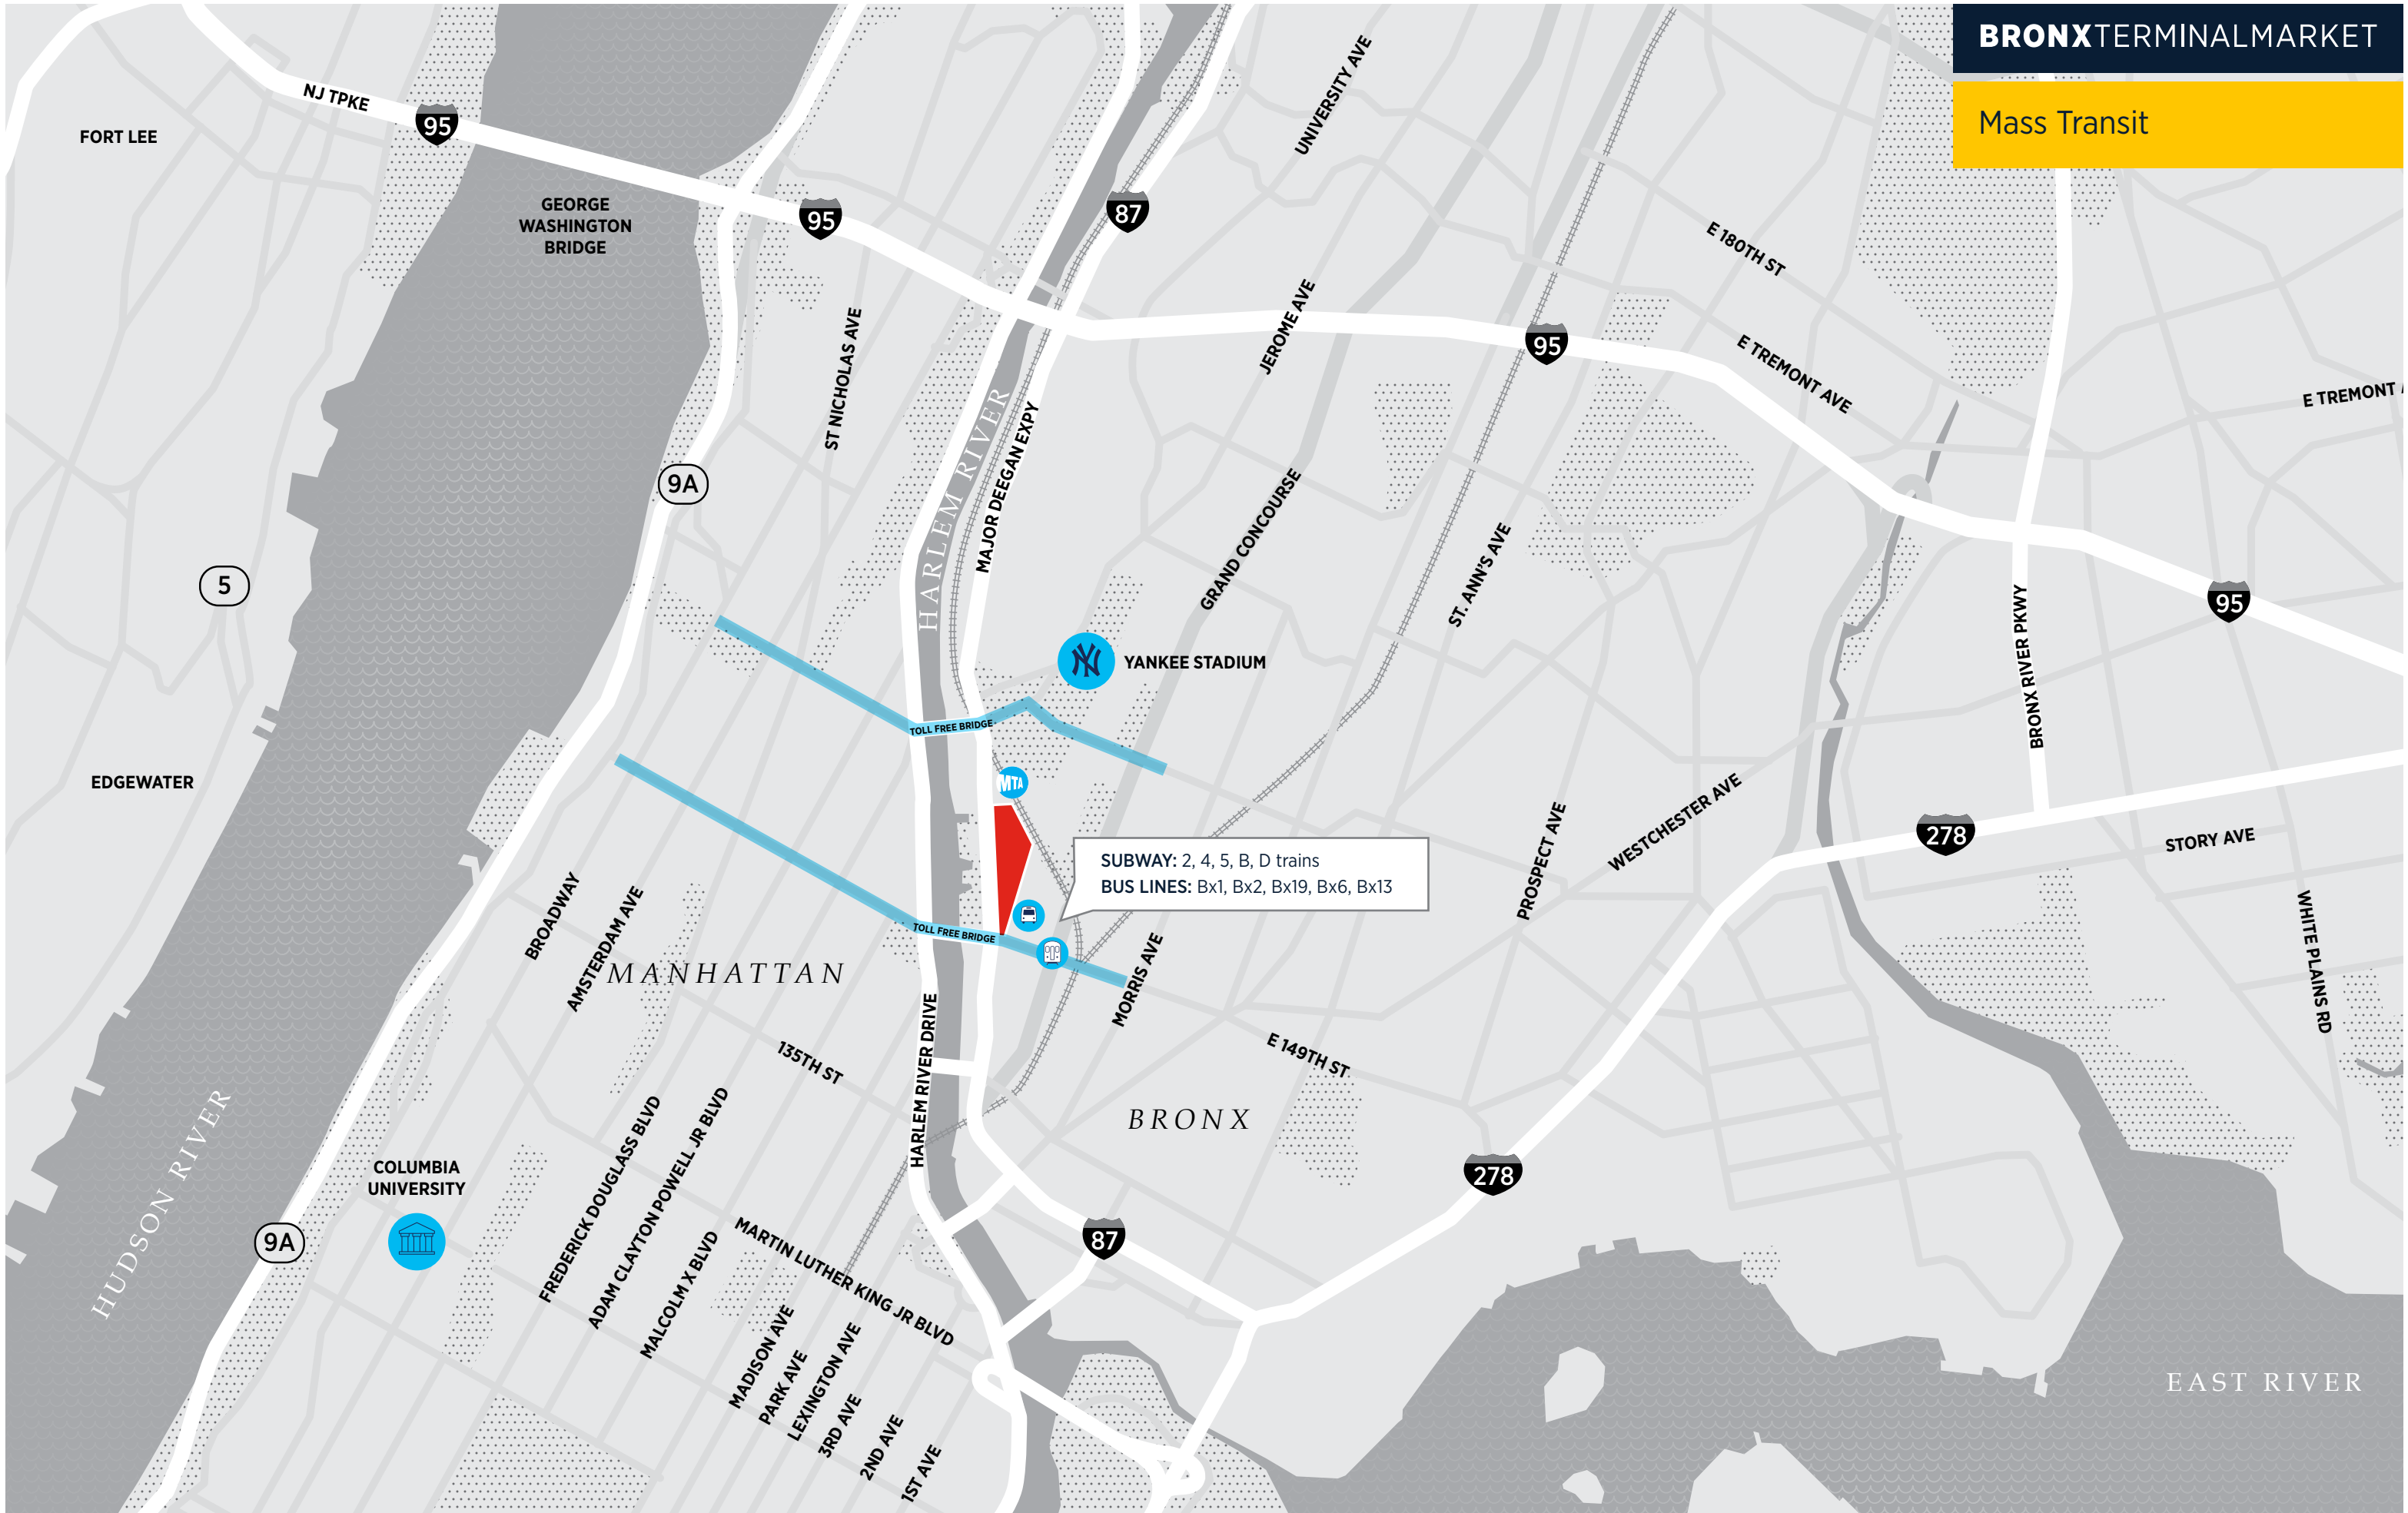 BRONXTERMINALMARKET
Mass Transit
NJ TPKE
95
FORT LEE
GEORGE
WASHINGTON
BRIDGE
95
87
UNIVERSITY AVE
E 180TH ST
ST NICHOLAS AVE
JEROME AVE
95
E TREMONT AVE
E TREMONT
HARLEM RIVER
MAJOR DEEGAN EXPY
9A
GRAND CONCOURSE
ST. ANN'S AVE
5
95
BRONX RIVER PKWY
NY
YANKEE STADIUM
TOLL FREE BRIDGE
EDGEWATER
MTA
SUBWAY: 2, 4, 5, B, D trains
BUS LINES: Bx1, Bx2, Bx19, Bx6, Bx13
PROSPECT AVE
WESTCHESTER AVE
278
STORY AVE
BROADWAY
AMSTERDAM AVE
TOLL FREE BRIDGE
MANHATTAN
MORRIS AVE
WHITE PLAINS RD
HARLEM RIVER DRIVE
135TH ST
E 149TH ST
BRONX
HUDSON RIVER
COLUMBIA
UNIVERSITY
FREDERICK DOUGLASS BLVD
ADAM CLAYTON POWELL JR BLVD
MALCOLM X BLVD
MARTIN LUTHER KING JR BLVD
278
9A
87
MADISON AVE
PARK AVE
LEXINGTON AVE
3RD AVE
2ND AVE
1ST AVE
EAST RIVER